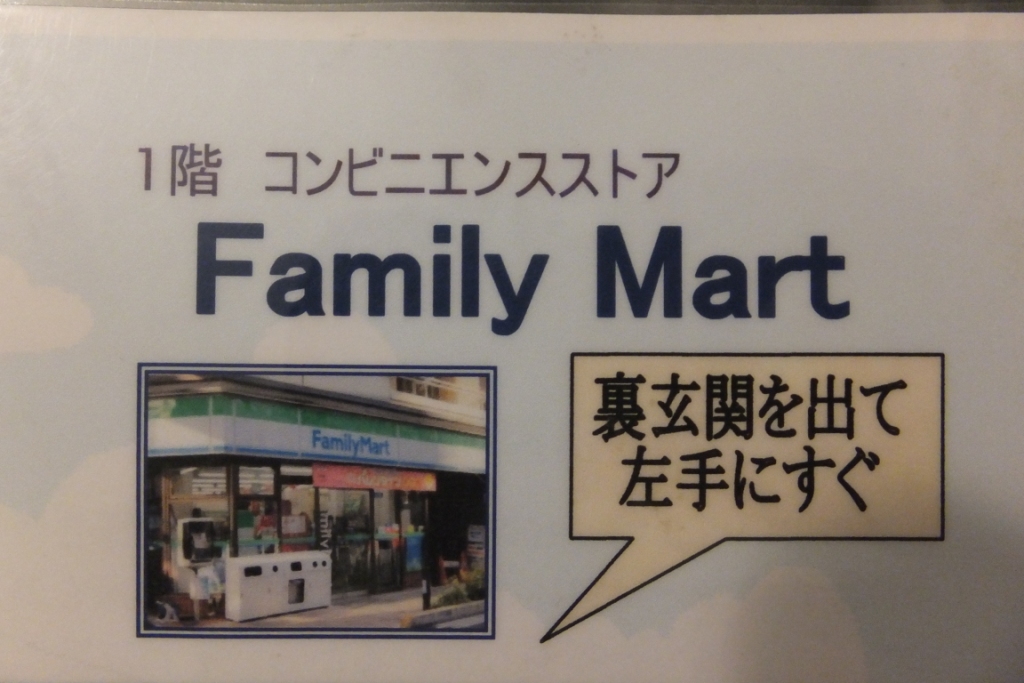 1階 コンビニエンスストア
Family Mart
FamilyMart
裏玄関を出て
左手にすぐ